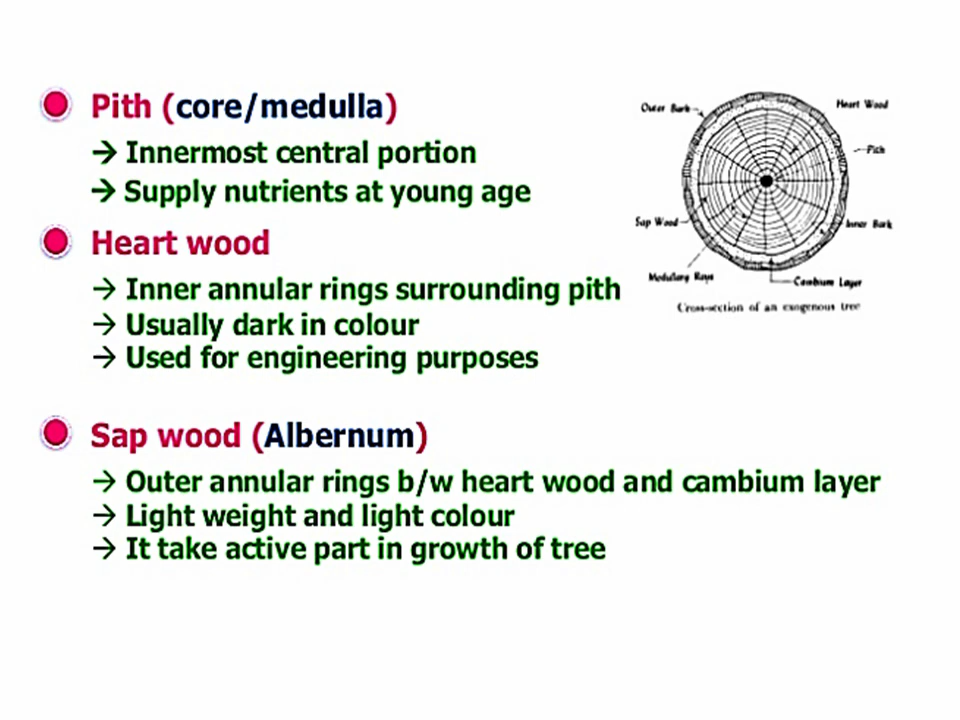 Pith (core/medulla)
→ Innermost central portion
→ Supply nutrients at young age
Heart wood
→ Inner annular rings surrounding pith
→ Usually dark in colour
→ Used for engineering purposes
Sap wood (Albernum)
→ Outer annular rings b/w heart wood and cambium layer
→ Light weight and light colour
→ It take active part in growth of tree
Outer Bark
Heart Wood
Pith
Sap Wood
Inner Bark
Medullary Rays
Cambium Layer
Cross-section of an exogenous tree